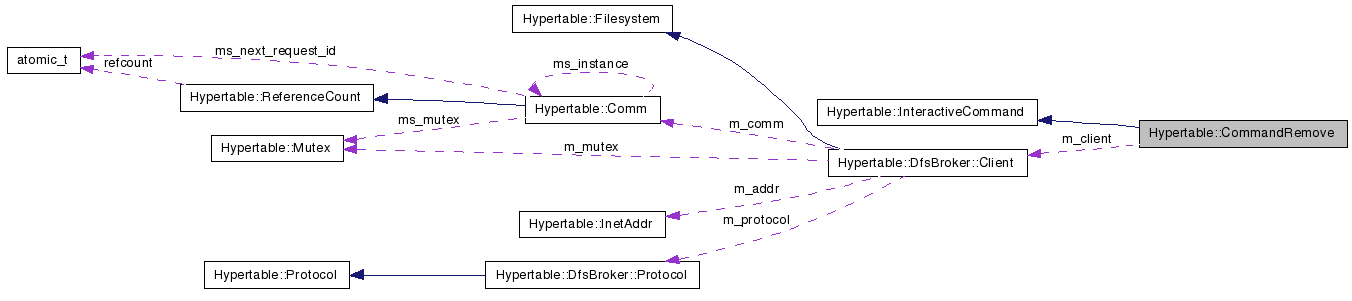 Hypertable::Filesystem
ms_next_request_id
atomic_t
refcount
ms_instance
Hypertable::ReferenceCount
Hypertable::Comm
Hypertable::InteractiveCommand
ms_mutex
m_comm
Hypertable::CommandRemove
m_client
Hypertable::Mutex
m_mutex
Hypertable::DfsBroker::Client
m_addr
Hypertable::InetAddr
m_protocol
Hypertable::Protocol
Hypertable::DfsBroker::Protocol